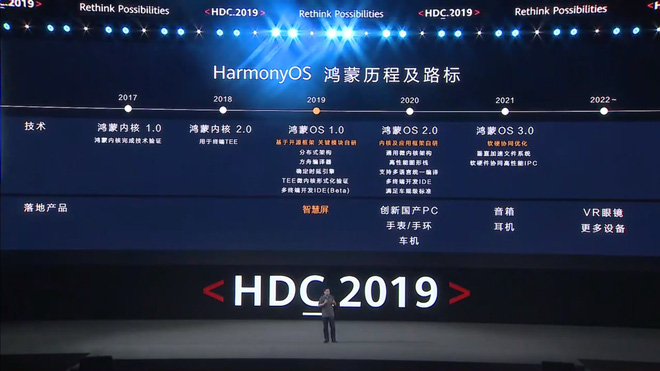 .2019>
Rethink Possibilities
<HDC.2019>
Rethink Possibilities
<HDC.2019>
HarmonyOS 鸿蒙历程及路标
2017
2018
2019
2020
2021
2022~
技术
鸿蒙内核 1.0
鸿蒙内核完成技术验证
鸿蒙内核 2.0
用于终端TEE
鸿蒙OS 1.0
基于开源框架 关键模块自研
分布式架构
方舟编译器
确定时延引擎
TEE微内核形式化验证
多终端开发IDE(Beta)
鸿蒙OS 2.0
内核及应用框架自研
通用微内核架构
高性能图形栈
支持多语言统一编译
多终端开发IDE
满足车规级标准
鸿蒙OS 3.0
软硬协同优化
垂直加速文件系统
软硬件协同高性能IPC
落地产品
智慧屏
创新国产PC
手表/手环
车机
音箱
耳机
VR眼镜
更多设备
<HDC.2019>